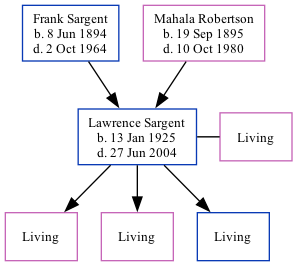 Frank Sargent
b. 8 Jun 1894
d. 2 Oct 1964
Mahala Robertson
b. 19 Sep 1895
d. 10 Oct 1980
Lawrence Sargent
b. 13 Jan 1925
d. 27 Jun 2004
Living
Living
Living
Living